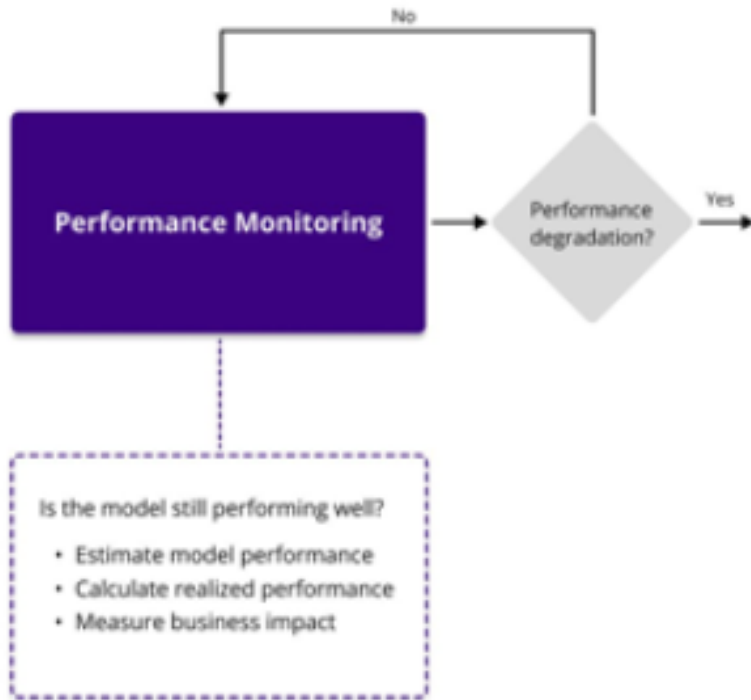 No
Performance Monitoring
Performance
degradation?
Yes
Is the model still performing well?
• Estimate model performance
• Calculate realized performance
• Measure business impact